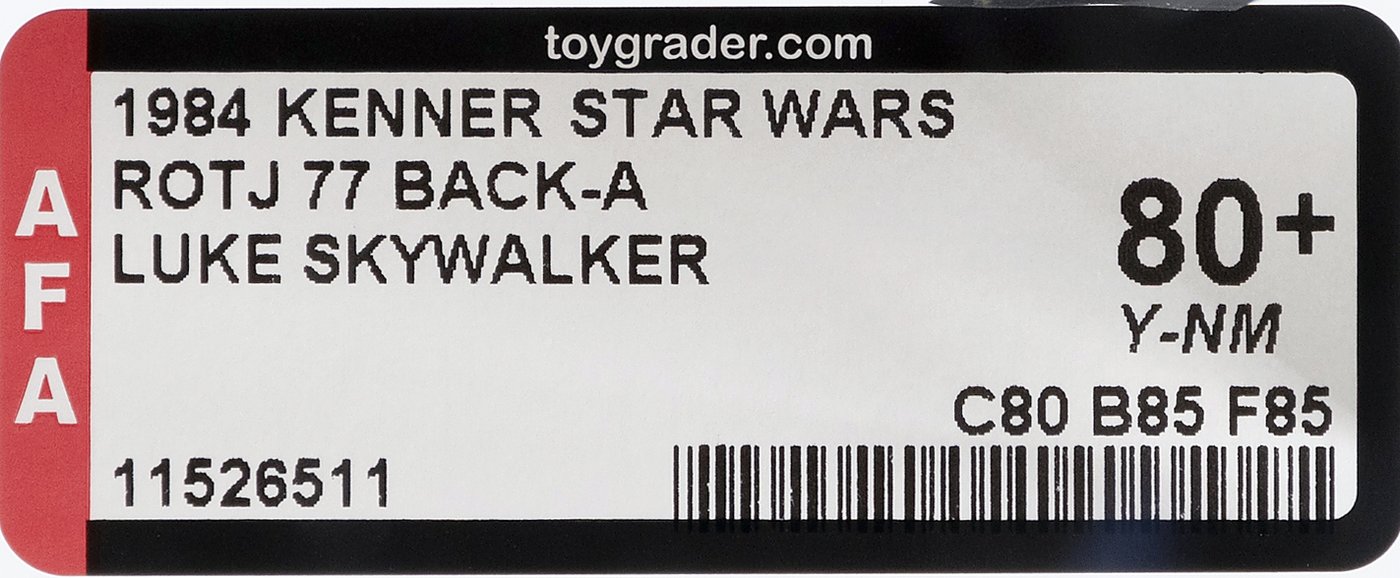 toygrader.com
AFA
1984 KENNER STAR WARS
ROTJ 77 BACK-A
LUKE SKYWALKER
80+
Y-NM
C80 B85 F85
11526511